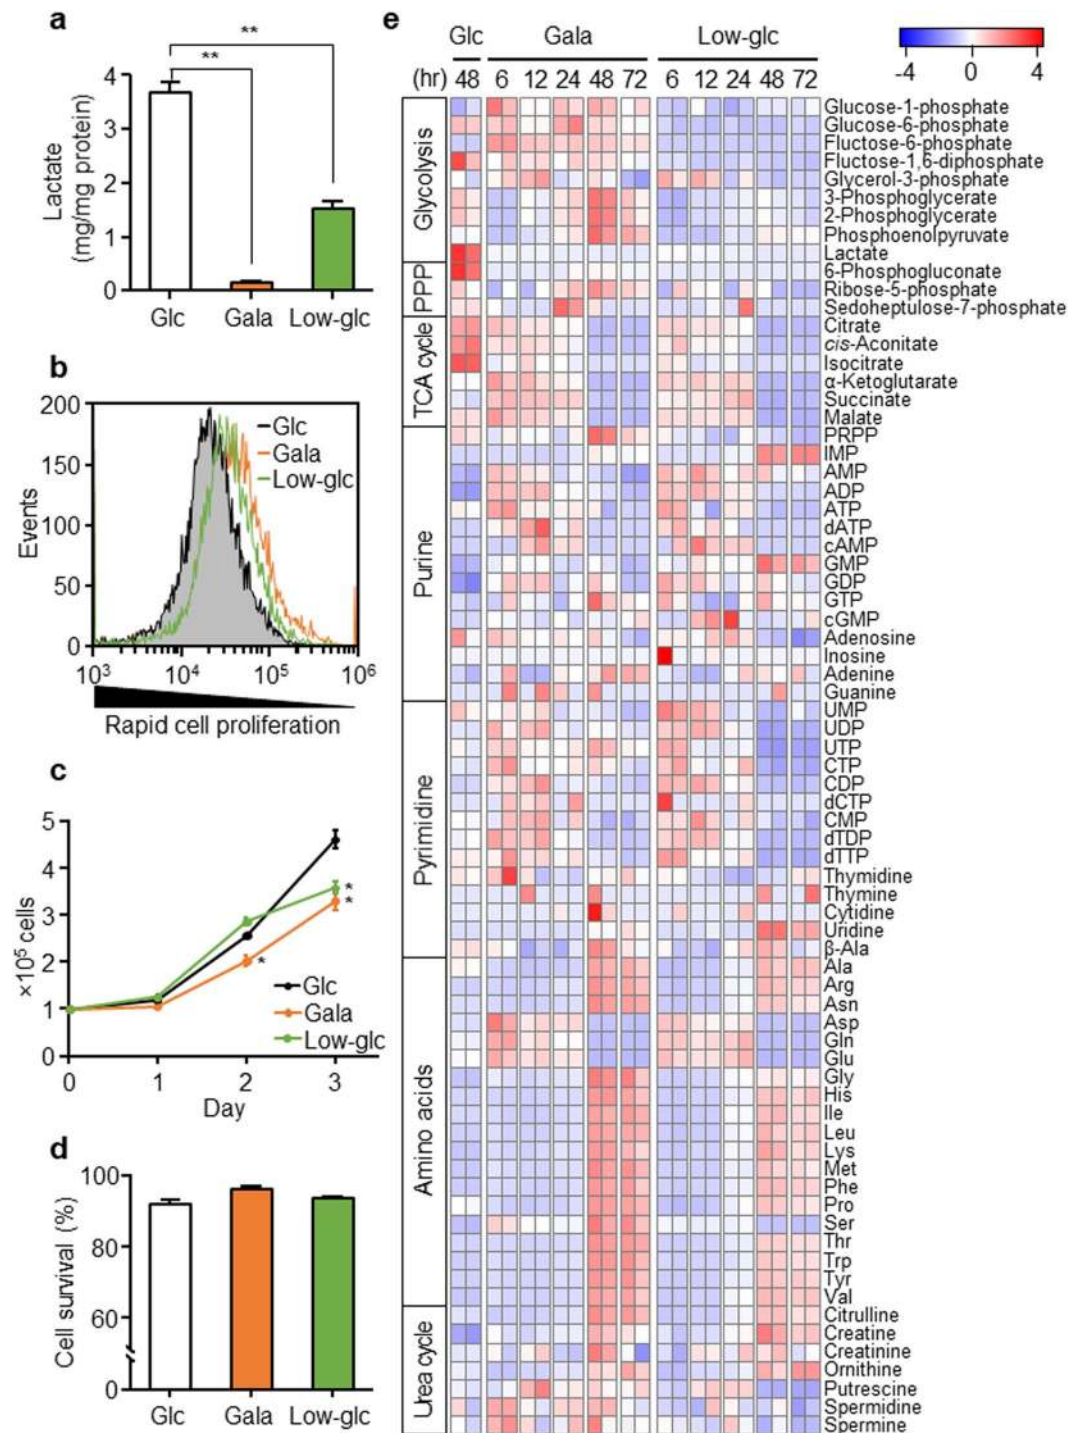 a
**
**
4
3
2
1
0
Lactate
(mg/mg protein)
Glc Gala Low-glc
b
200
150
100
50
0
Events
Glc
Gala
Low-glc
10³ 10⁴ 10⁵ 10⁶
Rapid cell proliferation
c
5
4
3
2
1
0
×10⁵ cells
*
*
*
Glc
Gala
Low-glc
0 1 2 3
Day
d
100
80
60
0
Cell survival (%)
Glc Gala Low-glc
e
-4 0 4
Glc Gala Low-glc
(hr) 48 6 12 24 48 72 6 12 24 48 72
Glycolysis
PPP
TCA cycle
Purine
Pyrimidine
Amino acids
Urea cycle
Glucose-1-phosphate
Glucose-6-phosphate
Fluctose-6-phosphate
Fluctose-1,6-diphosphate
Glycerol-3-phosphate
3-Phosphoglycerate
2-Phosphoglycerate
Phosphoenolpyruvate
Lactate
6-Phosphogluconate
Ribose-5-phosphate
Sedoheptulose-7-phosphate
Citrate
cis-Aconitate
Isocitrate
α-Ketoglutarate
Succinate
Malate
PRPP
IMP
AMP
ADP
ATP
dATP
cAMP
GMP
GDP
GTP
cGMP
Adenosine
Inosine
Adenine
Guanine
UMP
UDP
UTP
CTP
CDP
dCTP
CMP
dTDP
dTTP
Thymidine
Thymine
Cytidine
Uridine
β-Ala
Ala
Arg
Asn
Asp
Gln
Glu
Gly
His
Ile
Leu
Lys
Met
Phe
Pro
Ser
Thr
Trp
Tyr
Val
Citrulline
Creatine
Creatinine
Ornithine
Putrescine
Spermidine
Spermine